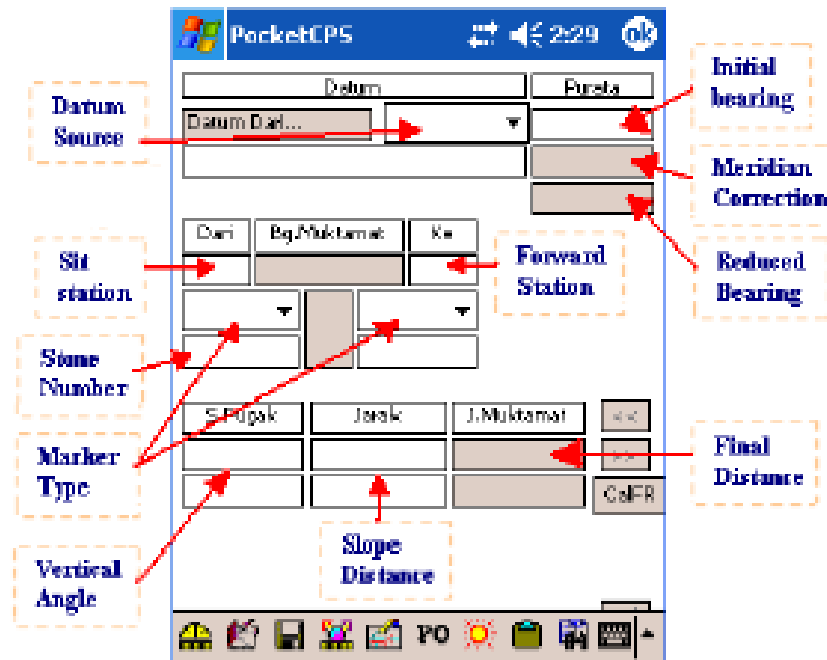 PocketCPS 2:29 ok
Datum Purata
Datum Dari...
Dari Bg.Muktamat Ke
S.Pugak Jarak J.Muktamat <<
>>
CalFR
PO
Datum
Source
Sit
station
Stone
Number
Marker
Type
Vertical
Angle
Slope
Distance
Forward
Station
Initial
bearing
Meridian
Correction
Reduced
Bearing
Final
Distance